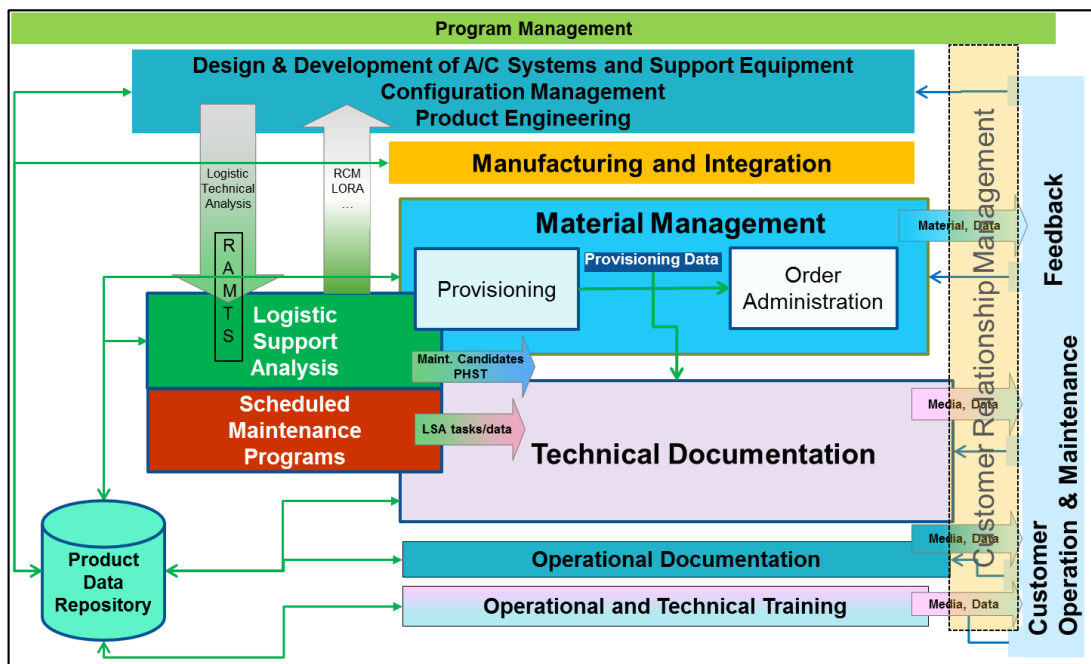 Program Management
Design & Development of A/C Systems and Support Equipment
Configuration Management
Product Engineering
Manufacturing and Integration
Logistic
Technical
Analysis
RCM
LORA
...
RAMTS
Material Management
Material, Data
Provisioning Data
Provisioning
Order
Administration
Logistic
Support
Analysis
Maint. Candidates
PHST
Scheduled
Maintenance
Programs
LSA tasks/data
Technical Documentation
Media, Data
Product
Data
Repository
Operational Documentation
Media, Data
Operational and Technical Training
Media, Data
Customer Relationship Management
Feedback
Customer
Operation & Maintenance